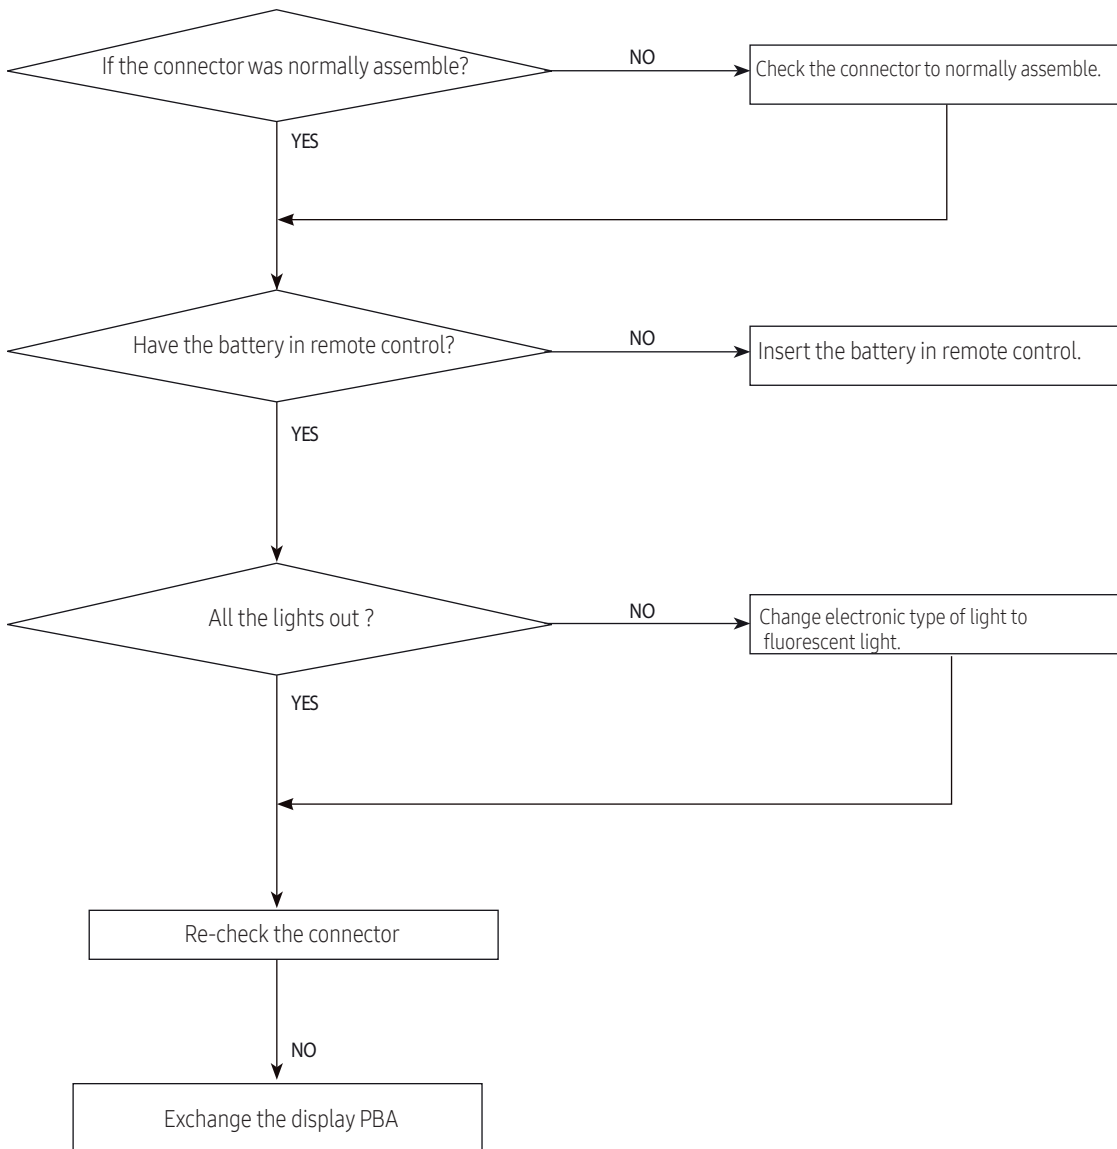 If the connector was normally assemble?
NO
Check the connector to normally assemble.
YES
Have the battery in remote control?
NO
Insert the battery in remote control.
YES
All the lights out ?
NO
Change electronic type of light to
fluorescent light.
YES
Re-check the connector
NO
Exchange the display PBA